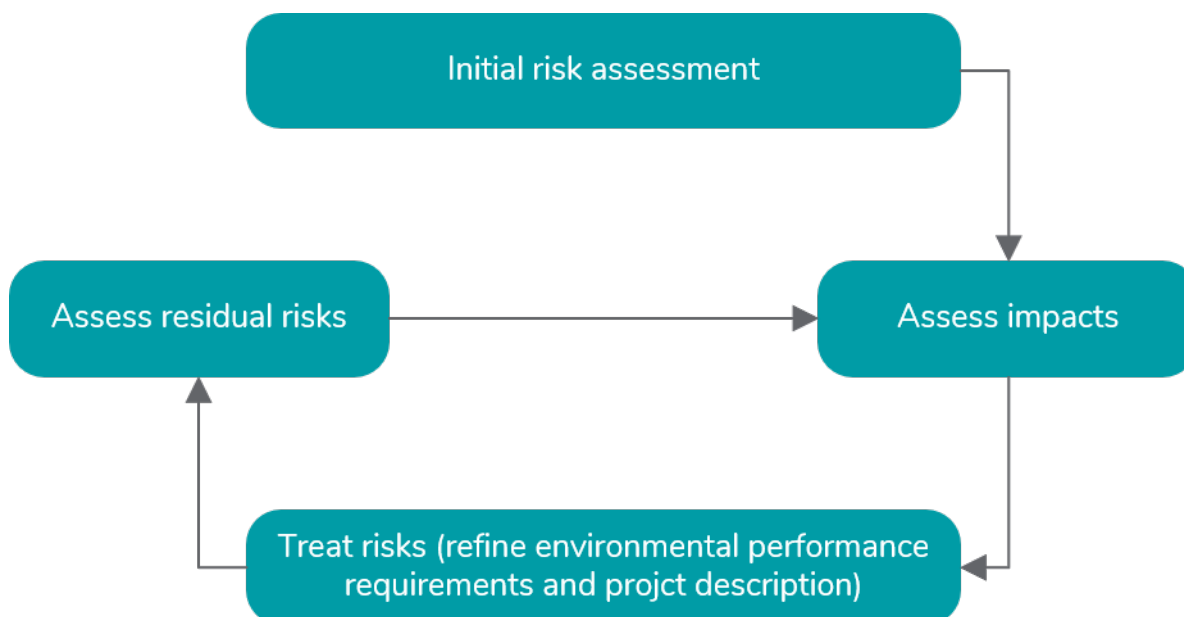 Initial risk assessment
Assess residual risks
Assess impacts
Treat risks (refine environmental performance
requirements and projct description)